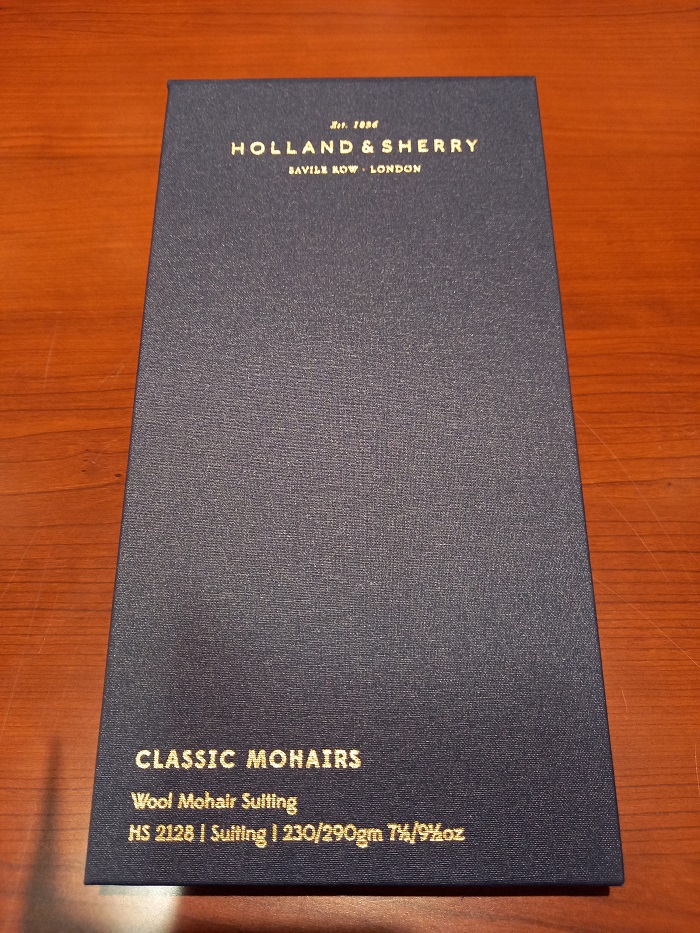 Est. 1836
HOLLAND & SHERRY
SAVILE ROW · LONDON
CLASSIC MOHAIRS
Wool Mohair Suiting
HS 2128 | Suiting | 230/290gm 7½/9½oz